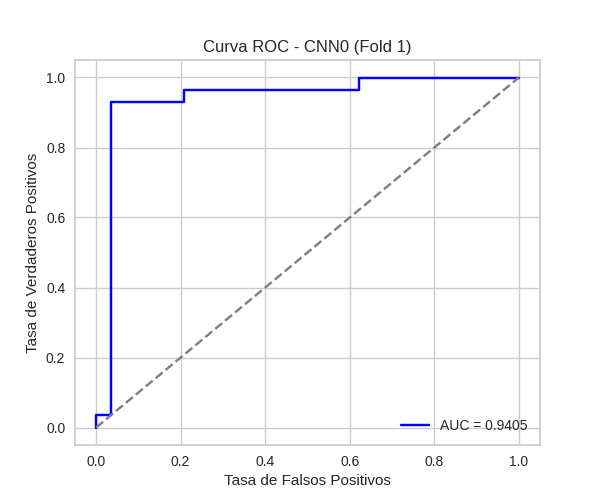 Curva ROC - CNN0 (Fold 1)
1.0
0.8
0.6
0.4
0.2
0.0
Tasa de Verdaderos Positivos
AUC = 0.9405
0.0 0.2 0.4 0.6 0.8 1.0
Tasa de Falsos Positivos